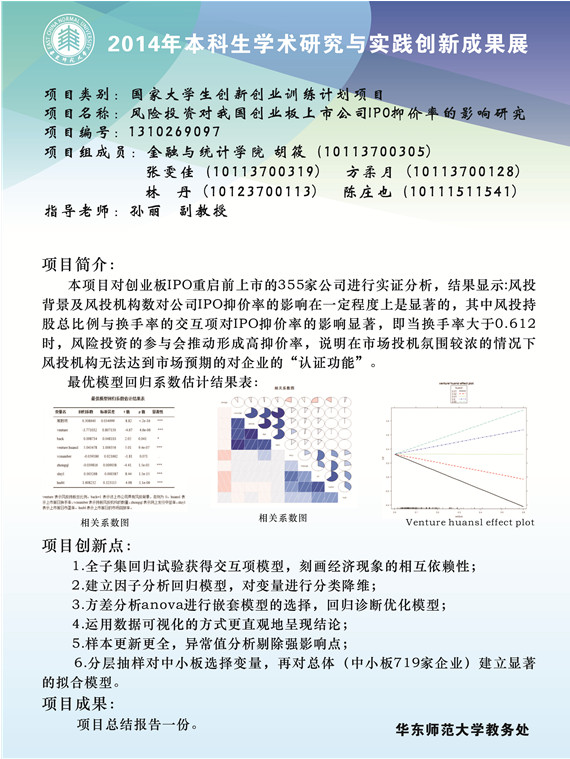 EAST CHINA NORMAL UNIVERSITY
2014年本科生学术研究与实践创新成果展
项目类别：国家大学生创新创业训练计划项目
项目名称：风险投资对我国创业板上市公司IPO抑价率的影响研究
项目编号：1310269097
项目组成员：金融与统计学院 胡筱（10113700305）
张雯佳（10113700319） 方柔月（10113700128）
林 丹（10123700113） 陈庄也（10111511541）
指导老师：孙丽 副教授
项目简介：
本项目对创业板IPO重启前上市的355家公司进行实证分析，结果显示:风投
背景及风投机构数对公司IPO抑价率的影响在一定程度上是显著的，其中风投持
股总比例与换手率的交互项对IPO抑价率的影响显著，即当换手率大于0.612
时，风险投资的参与会推动形成高抑价率，说明在市场投机氛围较浓的情况下
风投机构无法达到市场预期的对企业的“认证功能”。
最优模型回归系数估计结果表：
相关系数图
venture huansl effect plot
相关系数图
相关系数图
Venture huansl effect plot
项目创新点：
1.全子集回归试验获得交互项模型，刻画经济现象的相互依赖性；
2.建立因子分析回归模型，对变量进行分类降维；
3.方差分析anova进行嵌套模型的选择，回归诊断优化模型；
4.运用数据可视化的方式更直观地呈现结论；
5.样本更新更全，异常值分析剔除强影响点；
6.分层抽样对中小板选择变量，再对总体（中小板719家企业）建立显著
的拟合模型。
项目成果：
项目总结报告一份。
华东师范大学教务处